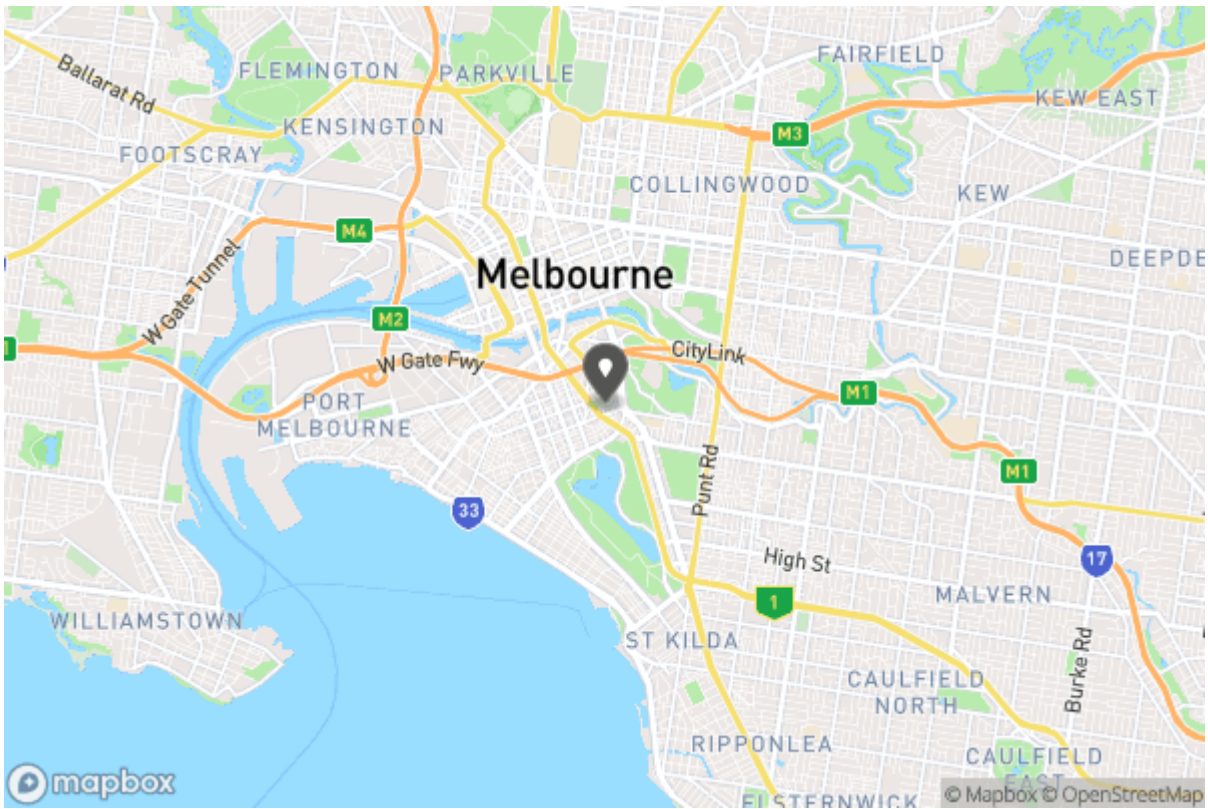 FAIRFIELD
Ballarat Rd
FLEMINGTON
PARKVILLE
KEW EAST
KENSINGTON
M3
FOOTSCRAY
COLLINGWOOD
KEW
M4
DEEPDE
Melbourne
W Gate Tunnel
M2
CityLink
W Gate Fwy
M1
PORT
MELBOURNE
Punt Rd
M1
33
High St
17
1
MALVERN
WILLIAMSTOWN
ST KILDA
Burke Rd
CAULFIELD
NORTH
RIPPONLEA
CAULFIELD
EAST
ELSTERNWICK
mapbox
© Mapbox © OpenStreetMap